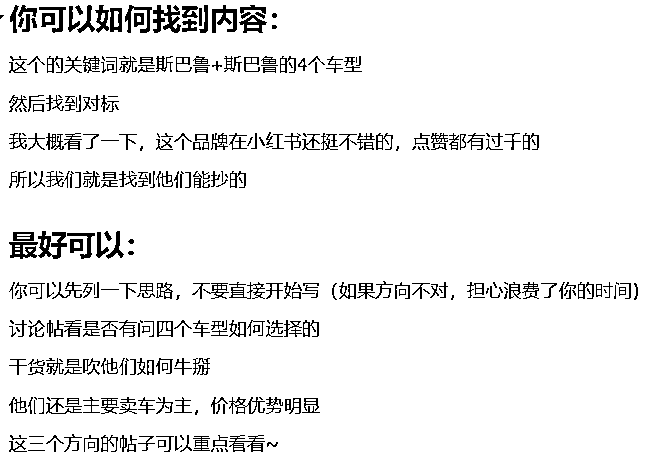 你可以如何找到内容：
这个的关键词就是斯巴鲁+斯巴鲁的4个车型
然后找到对标
我大概看了一下，这个品牌在小红书还挺不错的，点赞都有过千的
所以我们就是找到他们能抄的
最好可以：
你可以先列一下思路，不要直接开始写（如果方向不对，担心浪费了你的时间）
讨论帖看是否有问四个车型如何选择的
干货就是吹他们如何牛掰
他们还是主要卖车为主，价格优势明显
这三个方向的帖子可以重点看看~